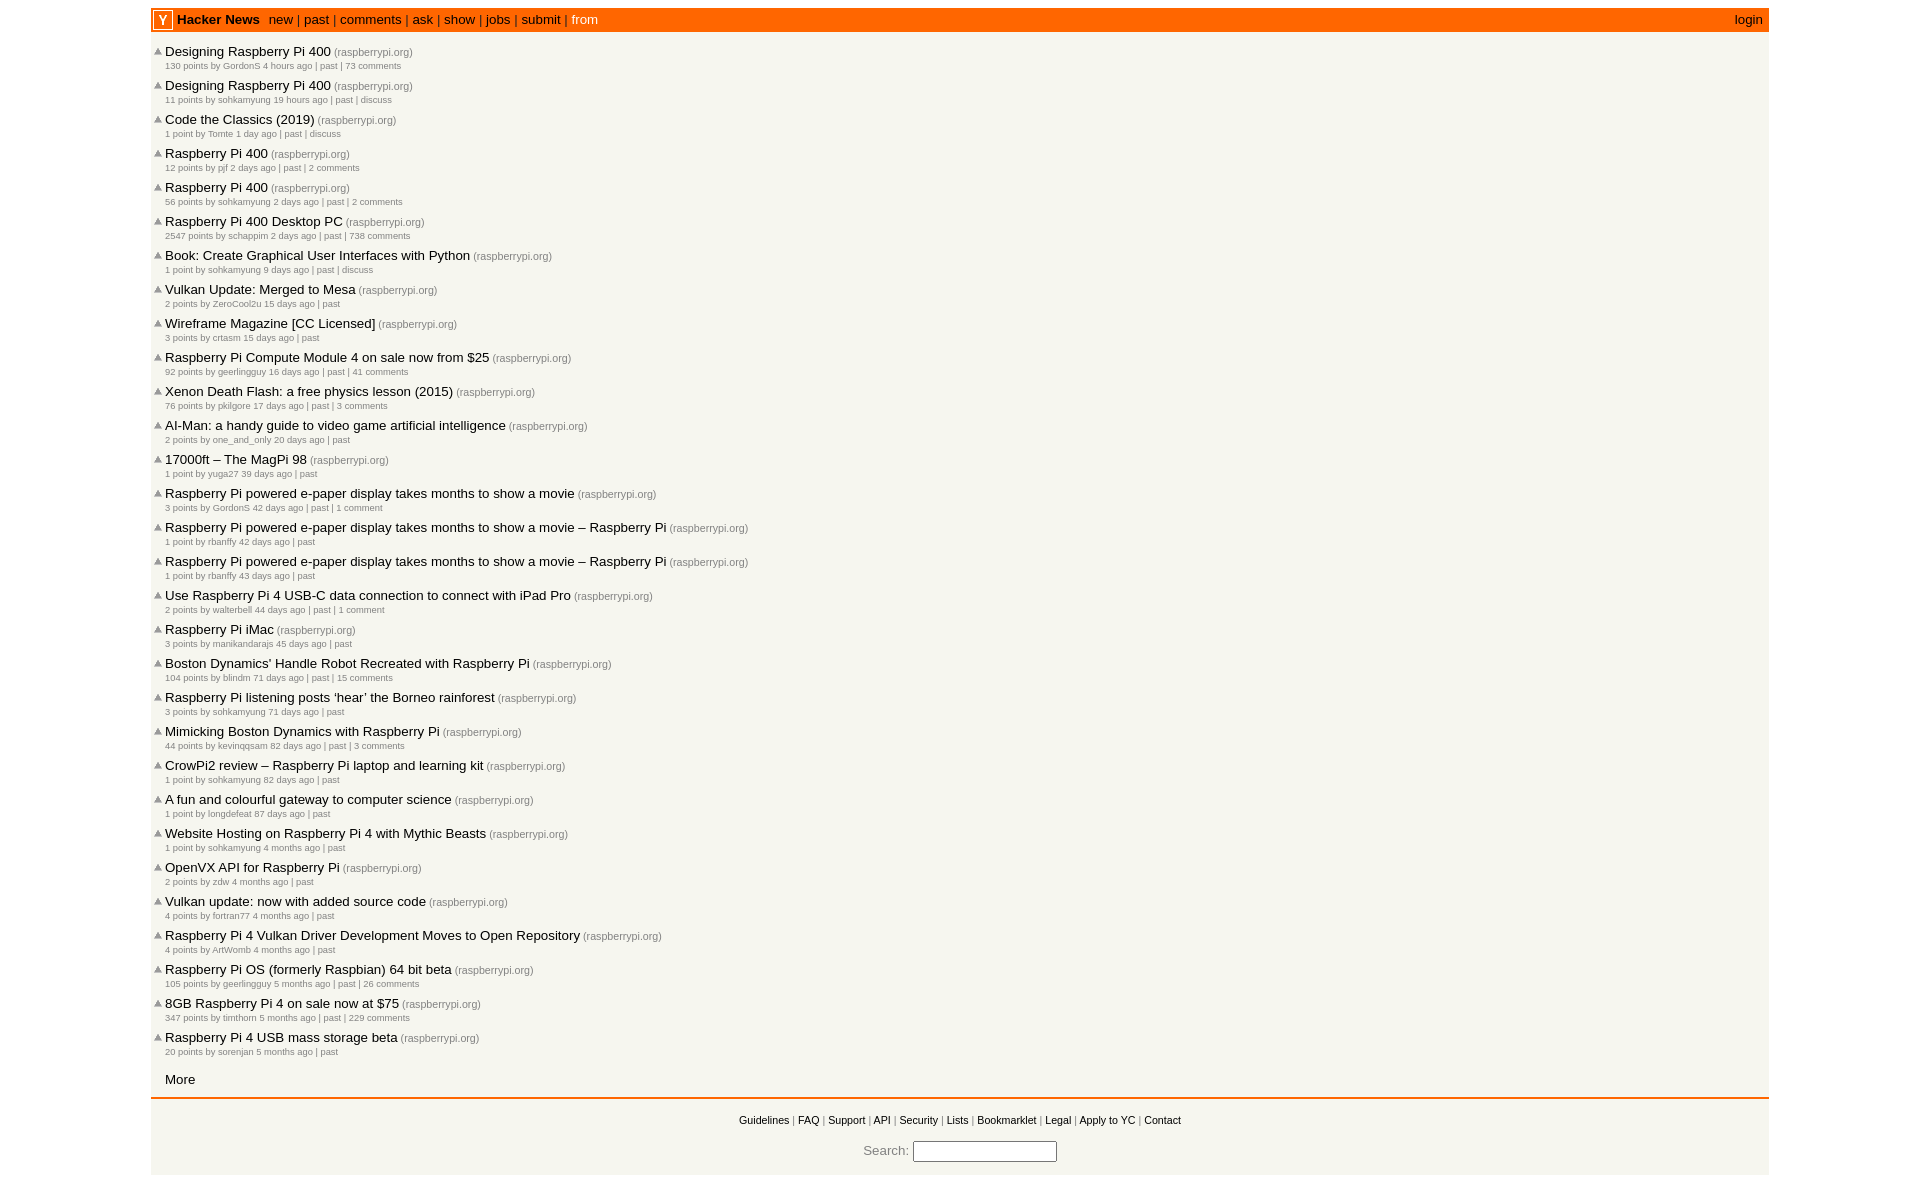 Y Hacker News new | past | comments | ask | show | jobs | submit | from login
Designing Raspberry Pi 400 (raspberrypi.org)
130 points by GordonS 4 hours ago | past | 73 comments
Designing Raspberry Pi 400 (raspberrypi.org)
11 points by sohkamyung 19 hours ago | past | discuss
Code the Classics (2019) (raspberrypi.org)
1 point by Tomte 1 day ago | past | discuss
Raspberry Pi 400 (raspberrypi.org)
12 points by pjf 2 days ago | past | 2 comments
Raspberry Pi 400 (raspberrypi.org)
56 points by sohkamyung 2 days ago | past | 2 comments
Raspberry Pi 400 Desktop PC (raspberrypi.org)
2547 points by schappim 2 days ago | past | 738 comments
Book: Create Graphical User Interfaces with Python (raspberrypi.org)
1 point by sohkamyung 9 days ago | past | discuss
Vulkan Update: Merged to Mesa (raspberrypi.org)
2 points by ZeroCool2u 15 days ago | past
Wireframe Magazine [CC Licensed] (raspberrypi.org)
3 points by crtasm 15 days ago | past
Raspberry Pi Compute Module 4 on sale now from $25 (raspberrypi.org)
92 points by geerlingguy 16 days ago | past | 41 comments
Xenon Death Flash: a free physics lesson (2015) (raspberrypi.org)
76 points by pkilgore 17 days ago | past | 3 comments
AI-Man: a handy guide to video game artificial intelligence (raspberrypi.org)
2 points by one_and_only 20 days ago | past
17000ft – The MagPi 98 (raspberrypi.org)
1 point by yuga27 39 days ago | past
Raspberry Pi powered e-paper display takes months to show a movie (raspberrypi.org)
3 points by GordonS 42 days ago | past | 1 comment
Raspberry Pi powered e-paper display takes months to show a movie – Raspberry Pi (raspberrypi.org)
1 point by rbanffy 42 days ago | past
Raspberry Pi powered e-paper display takes months to show a movie – Raspberry Pi (raspberrypi.org)
1 point by rbanffy 43 days ago | past
Use Raspberry Pi 4 USB-C data connection to connect with iPad Pro (raspberrypi.org)
2 points by walterbell 44 days ago | past | 1 comment
Raspberry Pi iMac (raspberrypi.org)
3 points by manikandarajs 45 days ago | past
Boston Dynamics' Handle Robot Recreated with Raspberry Pi (raspberrypi.org)
104 points by blindm 71 days ago | past | 15 comments
Raspberry Pi listening posts ‘hear’ the Borneo rainforest (raspberrypi.org)
3 points by sohkamyung 71 days ago | past
Mimicking Boston Dynamics with Raspberry Pi (raspberrypi.org)
44 points by kevinqqsam 82 days ago | past | 3 comments
CrowPi2 review – Raspberry Pi laptop and learning kit (raspberrypi.org)
1 point by sohkamyung 82 days ago | past
A fun and colourful gateway to computer science (raspberrypi.org)
1 point by longdefeat 87 days ago | past
Website Hosting on Raspberry Pi 4 with Mythic Beasts (raspberrypi.org)
1 point by sohkamyung 4 months ago | past
OpenVX API for Raspberry Pi (raspberrypi.org)
2 points by zdw 4 months ago | past
Vulkan update: now with added source code (raspberrypi.org)
4 points by fortran77 4 months ago | past
Raspberry Pi 4 Vulkan Driver Development Moves to Open Repository (raspberrypi.org)
4 points by ArtWomb 4 months ago | past
Raspberry Pi OS (formerly Raspbian) 64 bit beta (raspberrypi.org)
105 points by geerlingguy 5 months ago | past | 26 comments
8GB Raspberry Pi 4 on sale now at $75 (raspberrypi.org)
347 points by timthorn 5 months ago | past | 229 comments
Raspberry Pi 4 USB mass storage beta (raspberrypi.org)
20 points by sorenjan 5 months ago | past
More
Guidelines | FAQ | Support | API | Security | Lists | Bookmarklet | Legal | Apply to YC | Contact
Search: